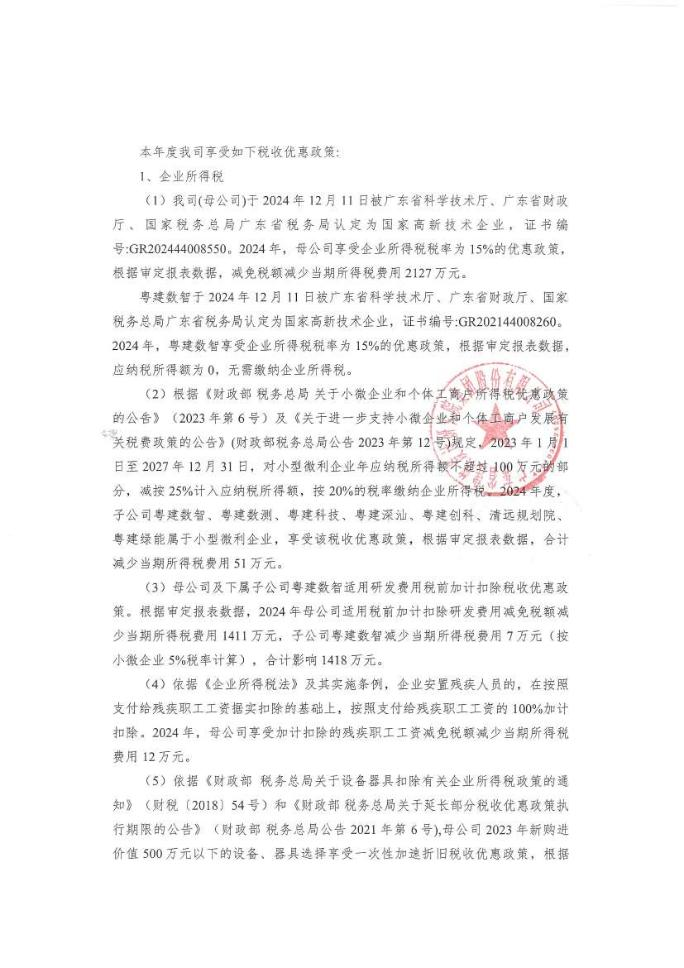 本年度我司享受如下税收优惠政策:
1、企业所得税
（1）我司(母公司)于 2024 年 12 月 11 日被广东省科学技术厅、广东省财政
厅、国家税务总局广东省税务局认定为国家高新技术企业，证书编
号:GR202444008550。2024 年，母公司享受企业所得税税率为 15%的优惠政策，
根据审定报表数据，减免税额减少当期所得税费用 2127 万元。
粤建数智于 2024 年 12 月 11 日被广东省科学技术厅、广东省财政厅、国家
税务总局广东省税务局认定为国家高新技术企业，证书编号:GR202144008260。
2024 年，粤建数智享受企业所得税税率为 15%的优惠政策，根据审定报表数据，
应纳税所得额为 0，无需缴纳企业所得税。
（2）根据《财政部 税务总局 关于小微企业和个体工商户所得税优惠政策
的公告》（2023 年第 6 号）及《关于进一步支持小微企业和个体工商户发展有
关税费政策的公告》(财政部税务总局公告 2023 年第 12 号)规定，2023 年 1 月 1
日至 2027 年 12 月 31 日，对小型微利企业年应纳税所得额不超过 100 万元的部
分，减按 25%计入应纳税所得额，按 20%的税率缴纳企业所得税。2024 年度，
子公司粤建数智、粤建数测、粤建科技、粤建深汕、粤建创科、清远规划院、
粤建绿能属于小型微利企业，享受该税收优惠政策，根据审定报表数据，合计
减少当期所得税费用 51 万元。
（3）母公司及下属子公司粤建数智适用研发费用税前加计扣除税收优惠政
策。根据审定报表数据，2024 年母公司适用税前加计扣除研发费用减免税额减
少当期所得税费用 1411 万元，子公司粤建数智减少当期所得税费用 7 万元（按
小微企业 5%税率计算），合计影响 1418 万元。
（4）依据《企业所得税法》及其实施条例，企业安置残疾人员的，在按照
支付给残疾职工工资据实扣除的基础上，按照支付给残疾职工工资的 100%加计
扣除。2024 年，母公司享受加计扣除的残疾职工工资减免税额减少当期所得税
费用 12 万元。
（5）依据《财政部 税务总局关于设备器具扣除有关企业所得税政策的通
知》（财税〔2018〕54 号）和《财政部 税务总局关于延长部分税收优惠政策执
行期限的公告》（财政部 税务总局公告 2021 年第 6 号),母公司 2023 年新购进
价值 500 万元以下的设备、器具选择享受一次性加速折旧税收优惠政策，根据